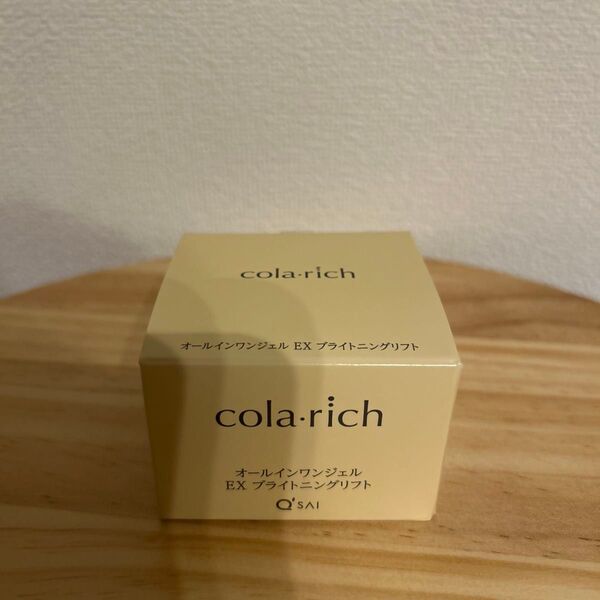 cola·rich
オールインワンジェル EX ブライトニングリフト
cola·rich
オールインワンジェル
EX ブライトニングリフト
Q'SAI